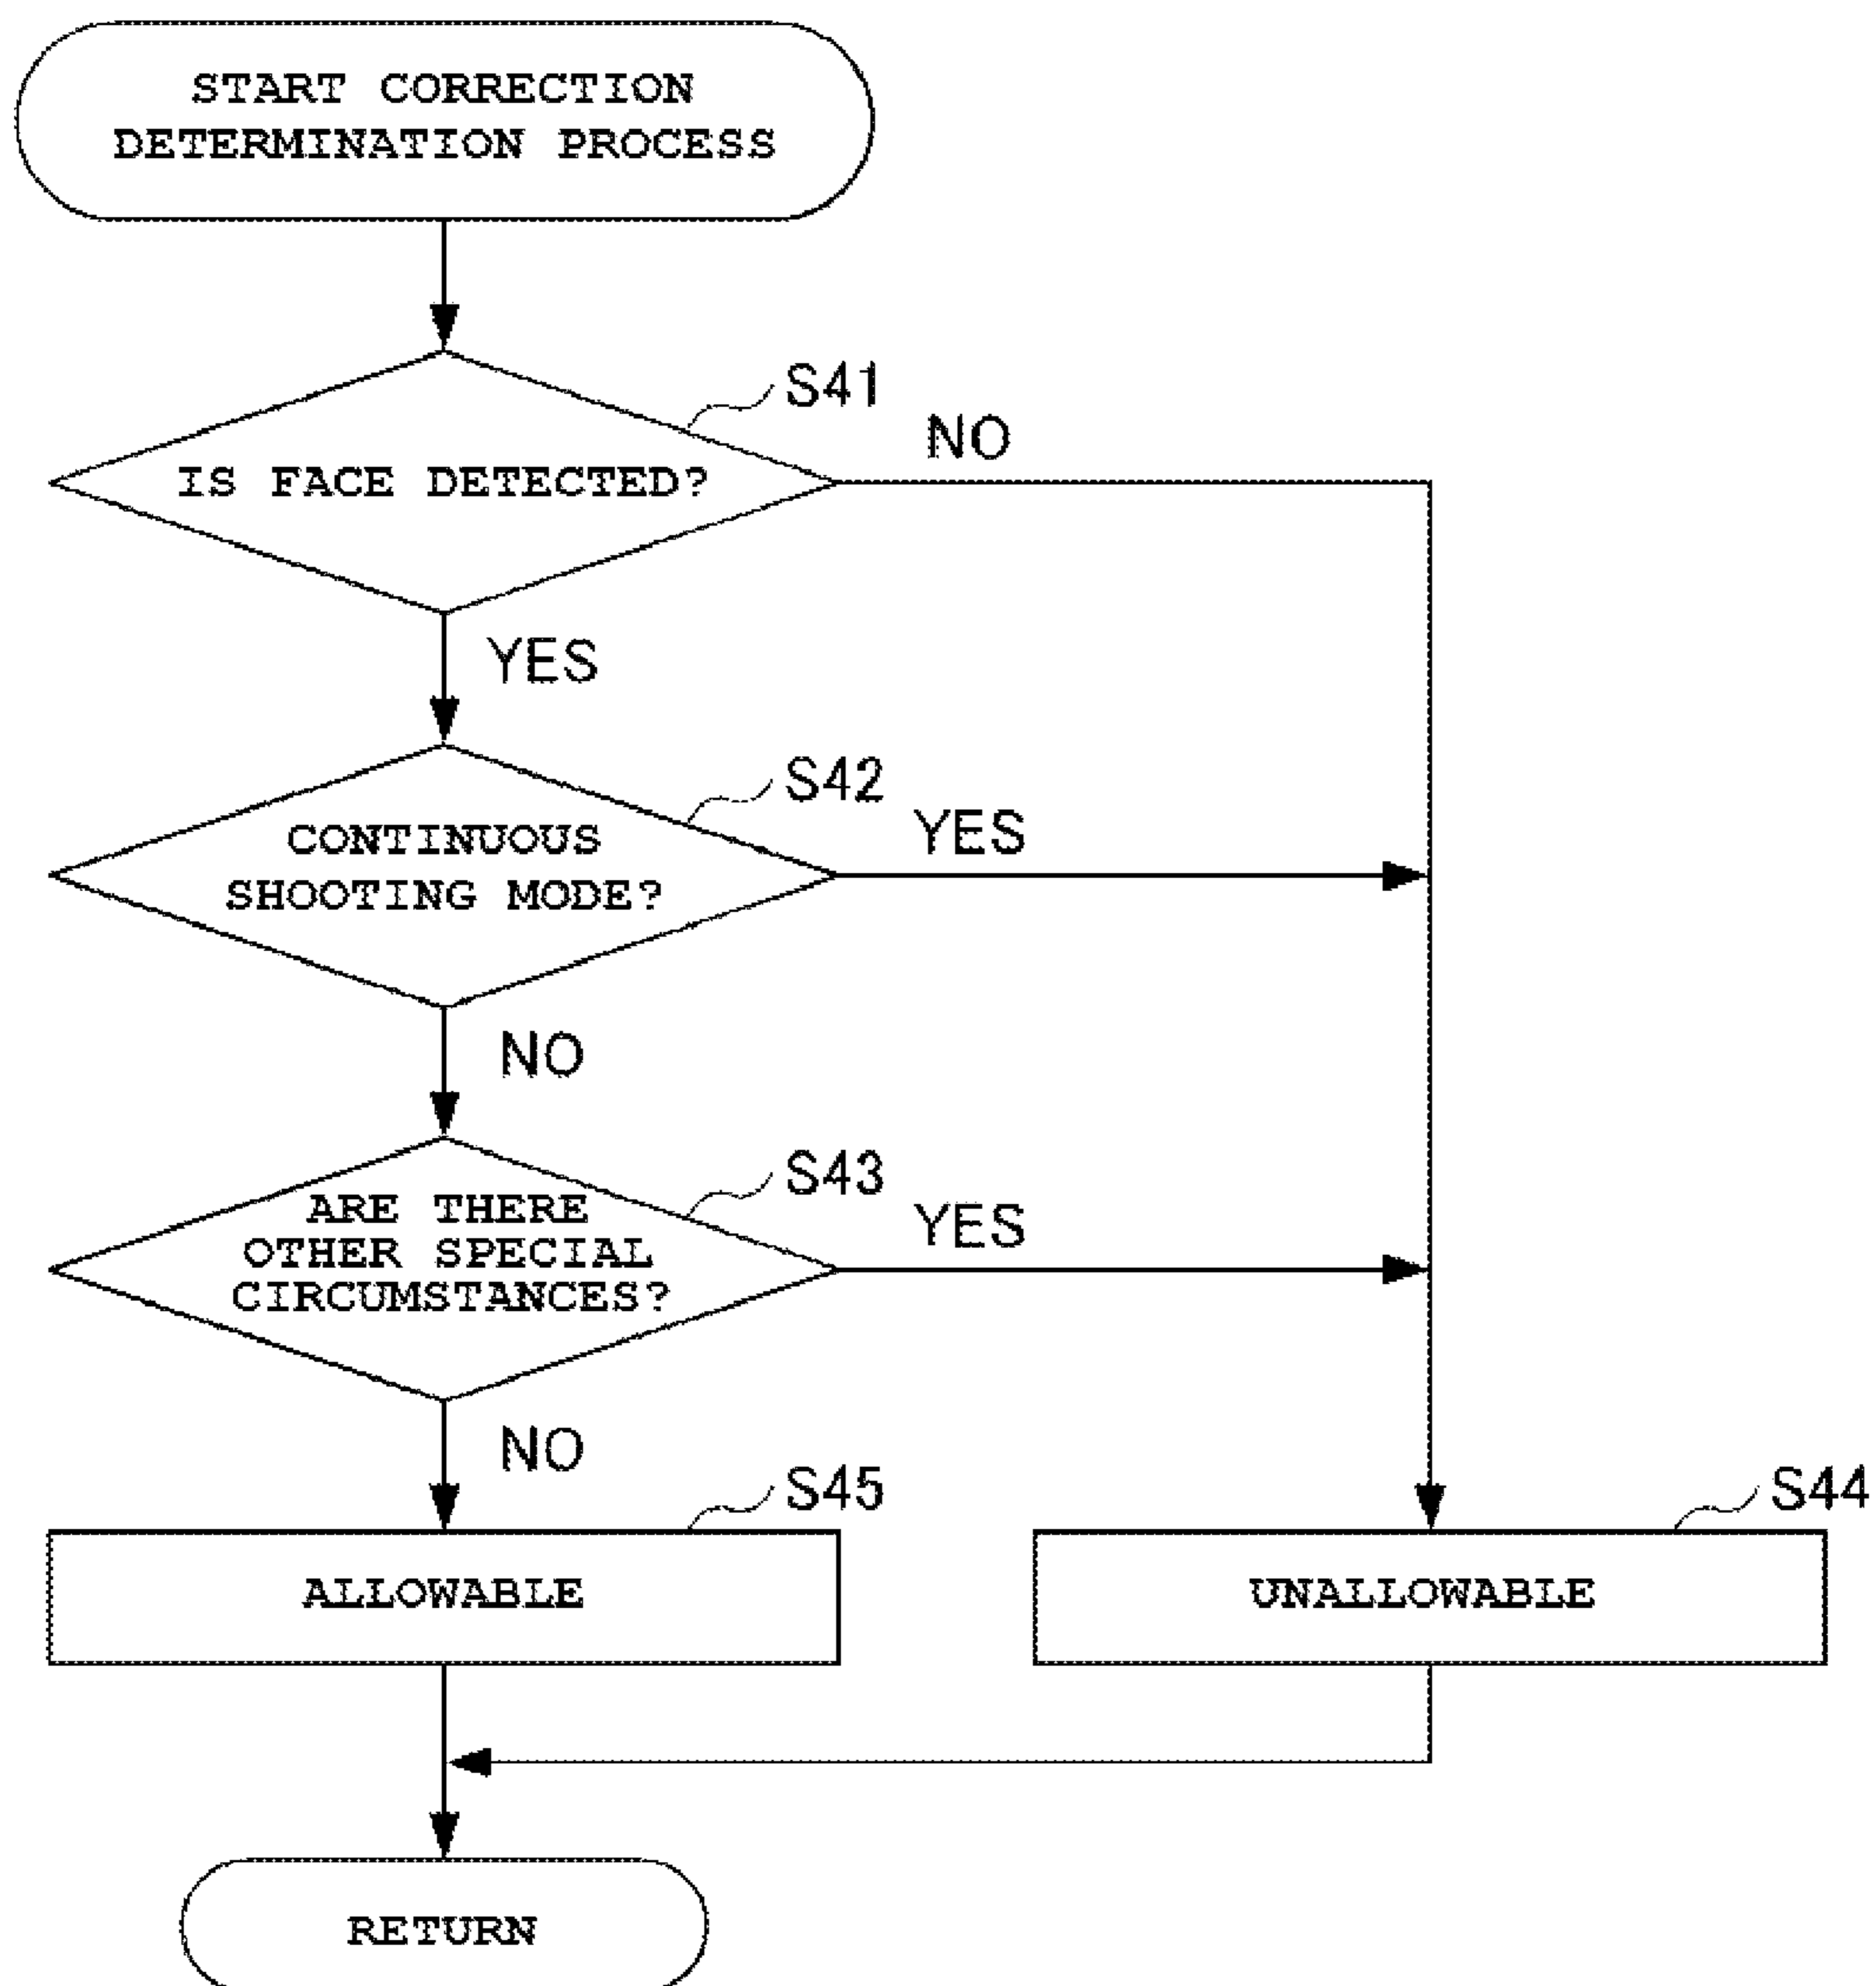 START CORRECTION
DETERMINATION PROCESS
S41
IS FACE DETECTED?
NO
YES
S42
CONTINUOUS
SHOOTING MODE?
YES
NO
S43
ARE THERE
OTHER SPECIAL
CIRCUMSTANCES?
YES
NO
S45
ALLOWABLE
S44
UNALLOWABLE
RETURN